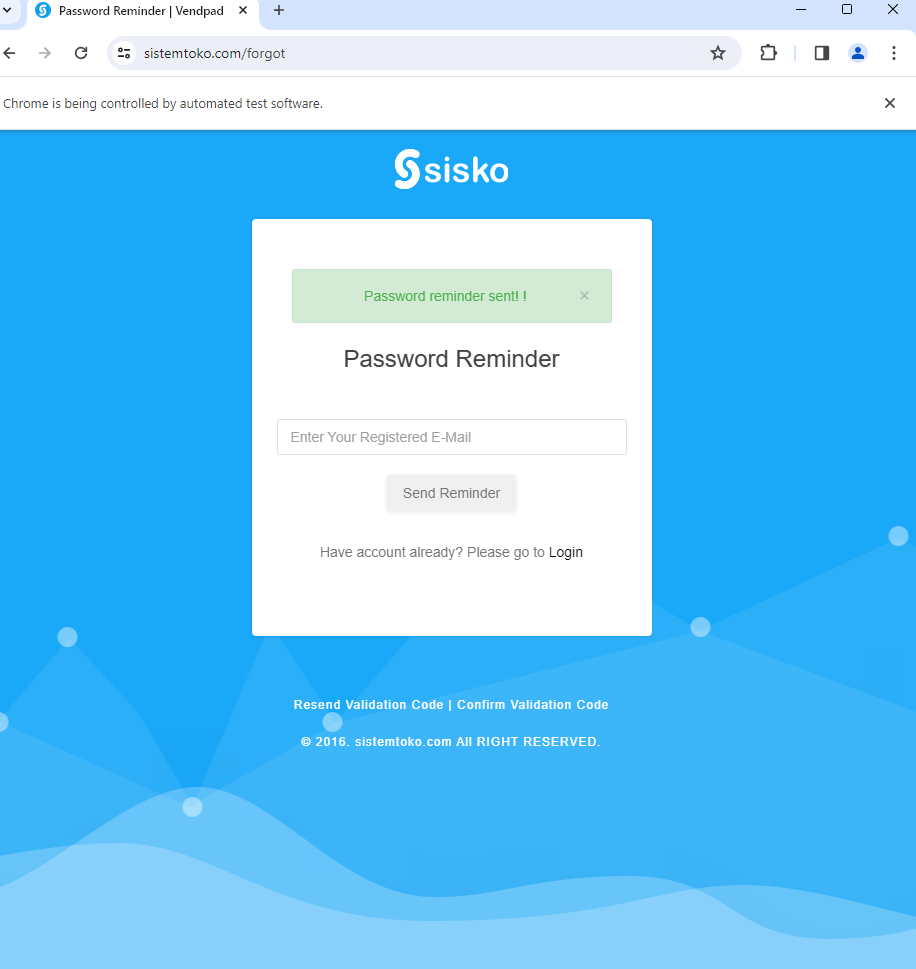 Password Reminder | Vendpad
sistemtoko.com/forgot
Chrome is being controlled by automated test software.
sisko
Password reminder sent! !
Password Reminder
Enter Your Registered E-Mail
Send Reminder
Have account already? Please go to Login
Resend Validation Code | Confirm Validation Code
© 2016. sistemtoko.com All RIGHT RESERVED.